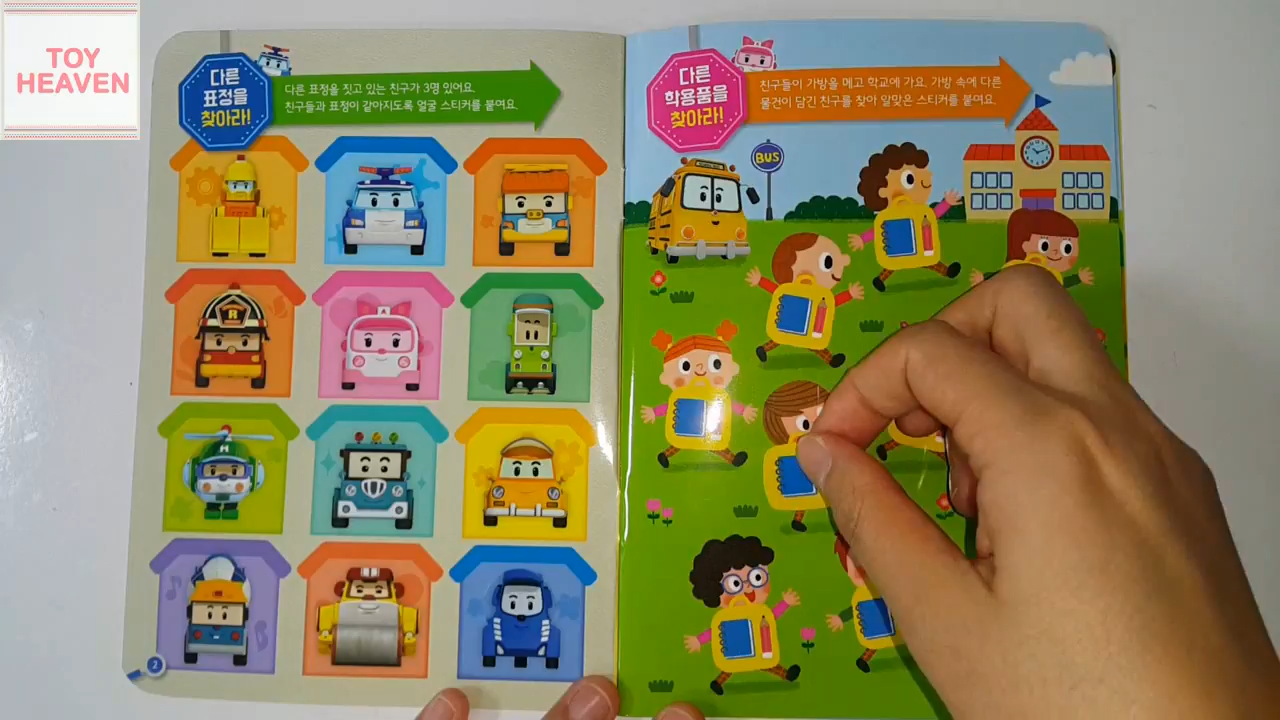 TOY
HEAVEN
다른
표정을
찾아라!
다른 표정을 짓고 있는 친구가 3명 있어요.
친구들과 표정이 같아지도록 얼굴 스티커를 붙여요.
다른
학용품을
찾아라!
친구들이 가방을 메고 학교에 가요. 가방 속에 다른
물건이 담긴 친구를 찾아 알맞은 스티커를 붙여요.
BUS
2